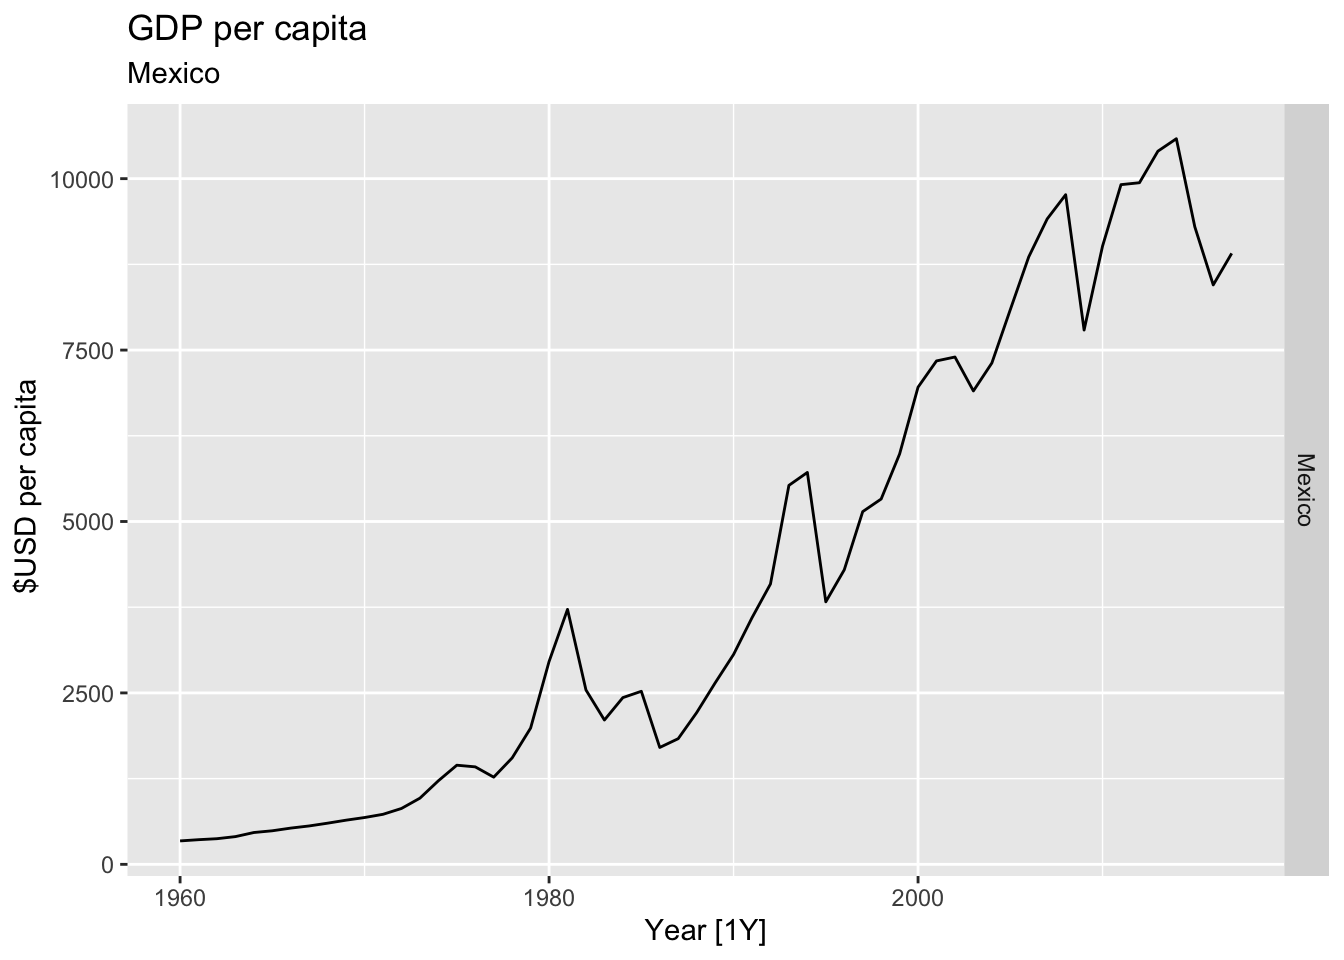 GDP per capita
Mexico
10000
7500
5000
2500
0
$USD per capita
Mexico
1960 1980 2000
Year [1Y]